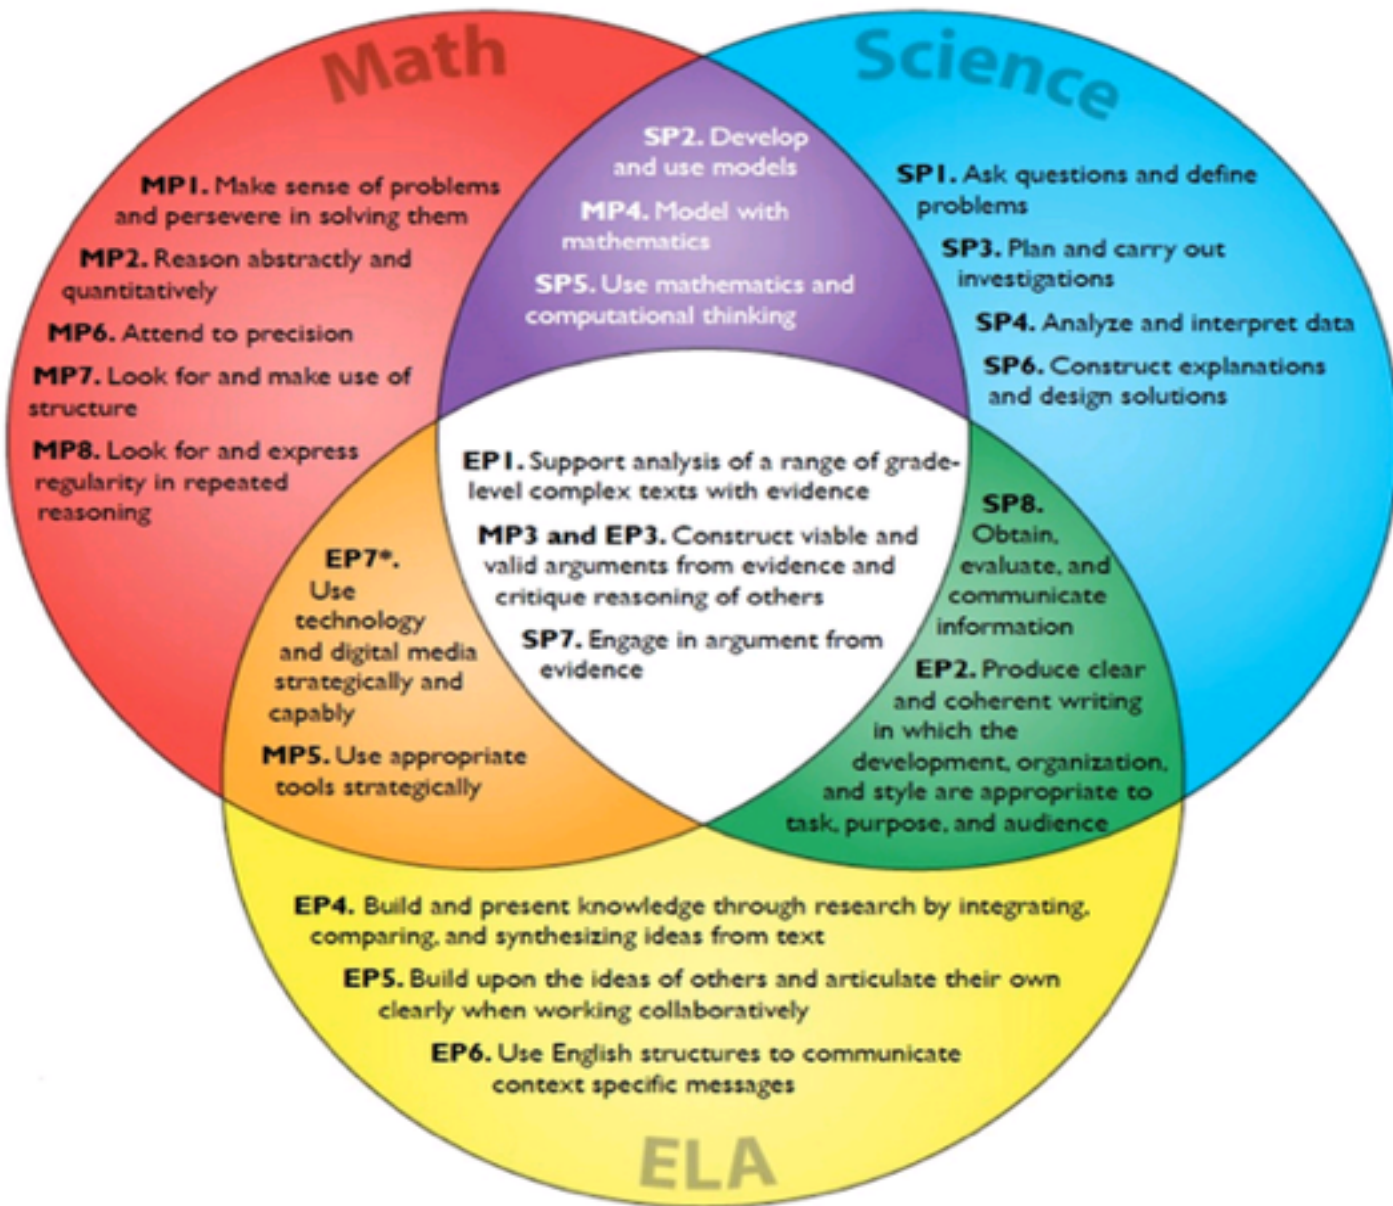 Math
Science
SP2. Develop
and use models
MP4. Model with
mathematics
SP5. Use mathematics and
computational thinking
MP1. Make sense of problems
and persevere in solving them
MP2. Reason abstractly and
quantitatively
MP6. Attend to precision
MP7. Look for and make use of
structure
MP8. Look for and express
regularity in repeated
reasoning
SP1. Ask questions and define
problems
SP3. Plan and carry out
investigations
SP4. Analyze and interpret data
SP6. Construct explanations
and design solutions
EP1. Support analysis of a range of grade-
level complex texts with evidence
MP3 and EP3. Construct viable and
valid arguments from evidence and
critique reasoning of others
SP7. Engage in argument from
evidence
EP7*.
Use
technology
and digital media
strategically and
capably
MP5. Use appropriate
tools strategically
SP8.
Obtain,
evaluate, and
communicate
information
EP2. Produce clear
and coherent writing
in which the
development, organization,
and style are appropriate to
task, purpose, and audience
EP4. Build and present knowledge through research by integrating,
comparing, and synthesizing ideas from text
EP5. Build upon the ideas of others and articulate their own
clearly when working collaboratively
EP6. Use English structures to communicate
context specific messages
ELA